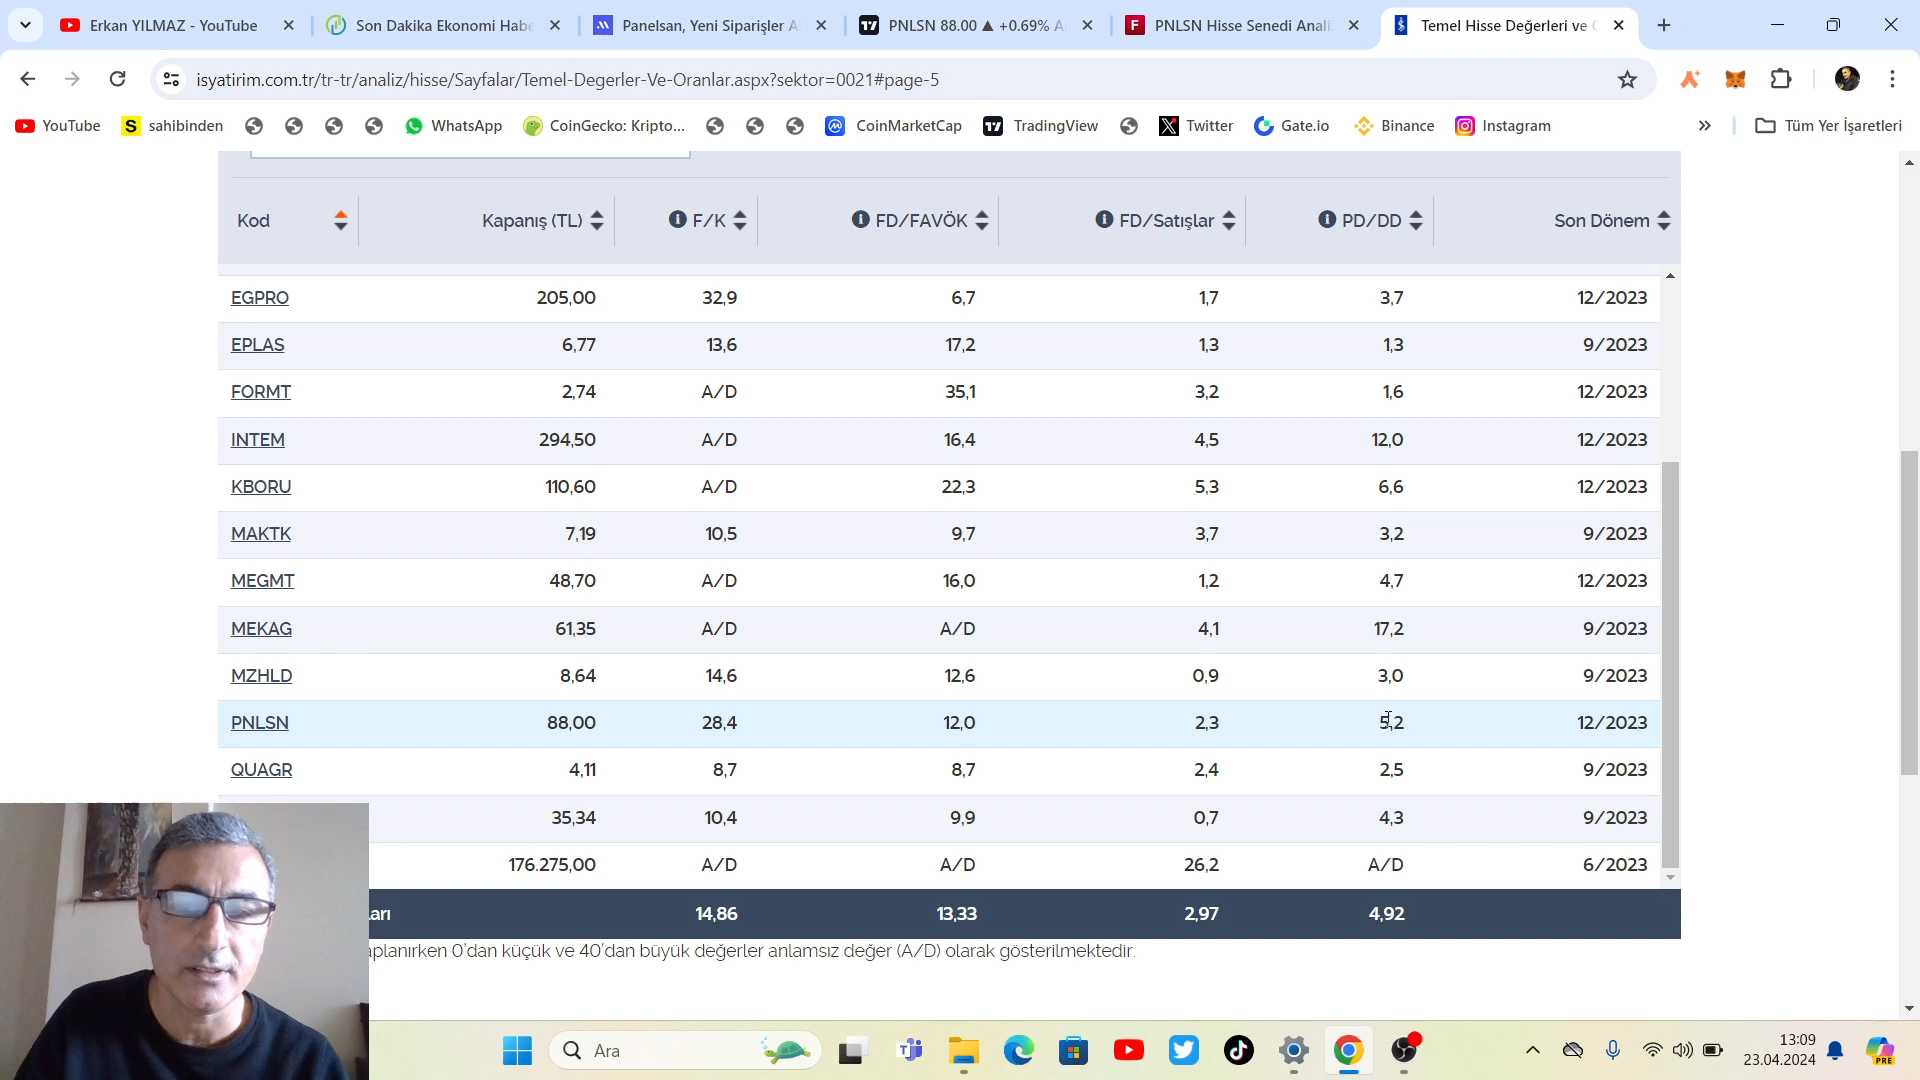 Erkan YILMAZ - YouTube
Son Dakika Ekonomi Habe
Panelsan, Yeni Siparişler A
PNLSN 88.00 ▲ +0.69% A
PNLSN Hisse Senedi Anali
Temel Hisse Değerleri ve
isyatirim.com.tr/tr-tr/analiz/hisse/Sayfalar/Temel-Degerler-Ve-Oranlar.aspx?sektor=0021#page-5
YouTube sahibinden WhatsApp CoinGecko: Kripto... CoinMarketCap TradingView Twitter Gate.io Binance Instagram » Tüm Yer İşaretleri
Kod Kapanış (TL) F/K FD/FAVÖK FD/Satışlar PD/DD Son Dönem
EGPRO 205,00 32,9 6,7 1,7 3,7 12/2023
EPLAS 6,77 13,6 17,2 1,3 1,3 9/2023
FORMT 2,74 A/D 35,1 3,2 1,6 12/2023
INTEM 294,50 A/D 16,4 4,5 12,0 12/2023
KBORU 110,60 A/D 22,3 5,3 6,6 12/2023
MAKTK 7,19 10,5 9,7 3,7 3,2 9/2023
MEGMT 48,70 A/D 16,0 1,2 4,7 12/2023
MEKAG 61,35 A/D A/D 4,1 17,2 9/2023
MZHLD 8,64 14,6 12,6 0,9 3,0 9/2023
PNLSN 88,00 28,4 12,0 2,3 5,2 12/2023
QUAGR 4,11 8,7 8,7 2,4 2,5 9/2023
35,34 10,4 9,9 0,7 4,3 9/2023
176.275,00 A/D A/D 26,2 A/D 6/2023
arı 14,86 13,33 2,97 4,92
aplanırken 0'dan küçük ve 40'dan büyük değerler anlamsız değer (A/D) olarak gösterilmektedir.
Ara
13:09
23.04.2024
PRE